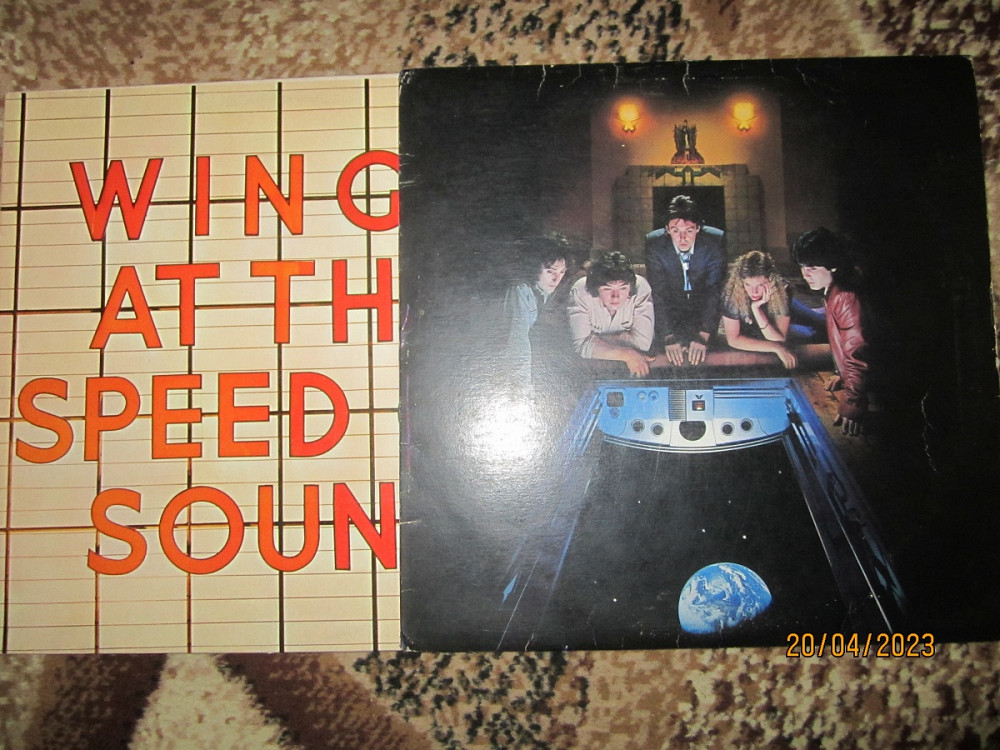 WING
AT TH
SPEED
SOUN
20/04/2023